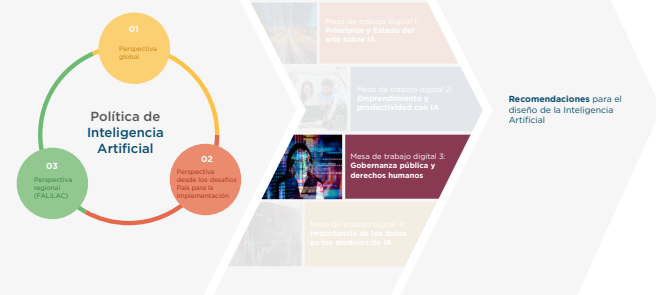 01
Perspectiva
global
Política de
Inteligencia
Artificial
03
Perspectiva
regional
(FALILAC)
02
Perspectiva
desde los desafíos
País para la
implementación
Mesa de trabajo digital 1:
Principios y Estado del
arte sobre IA
Mesa de trabajo digital 2:
Emprendimiento y
productividad con IA
Mesa de trabajo digital 3:
Gobernanza pública y
derechos humanos
Mesa de trabajo digital 4:
Importancia de los datos
en los modelos de IA
Recomendaciones para el
diseño de la Inteligencia
Artificial